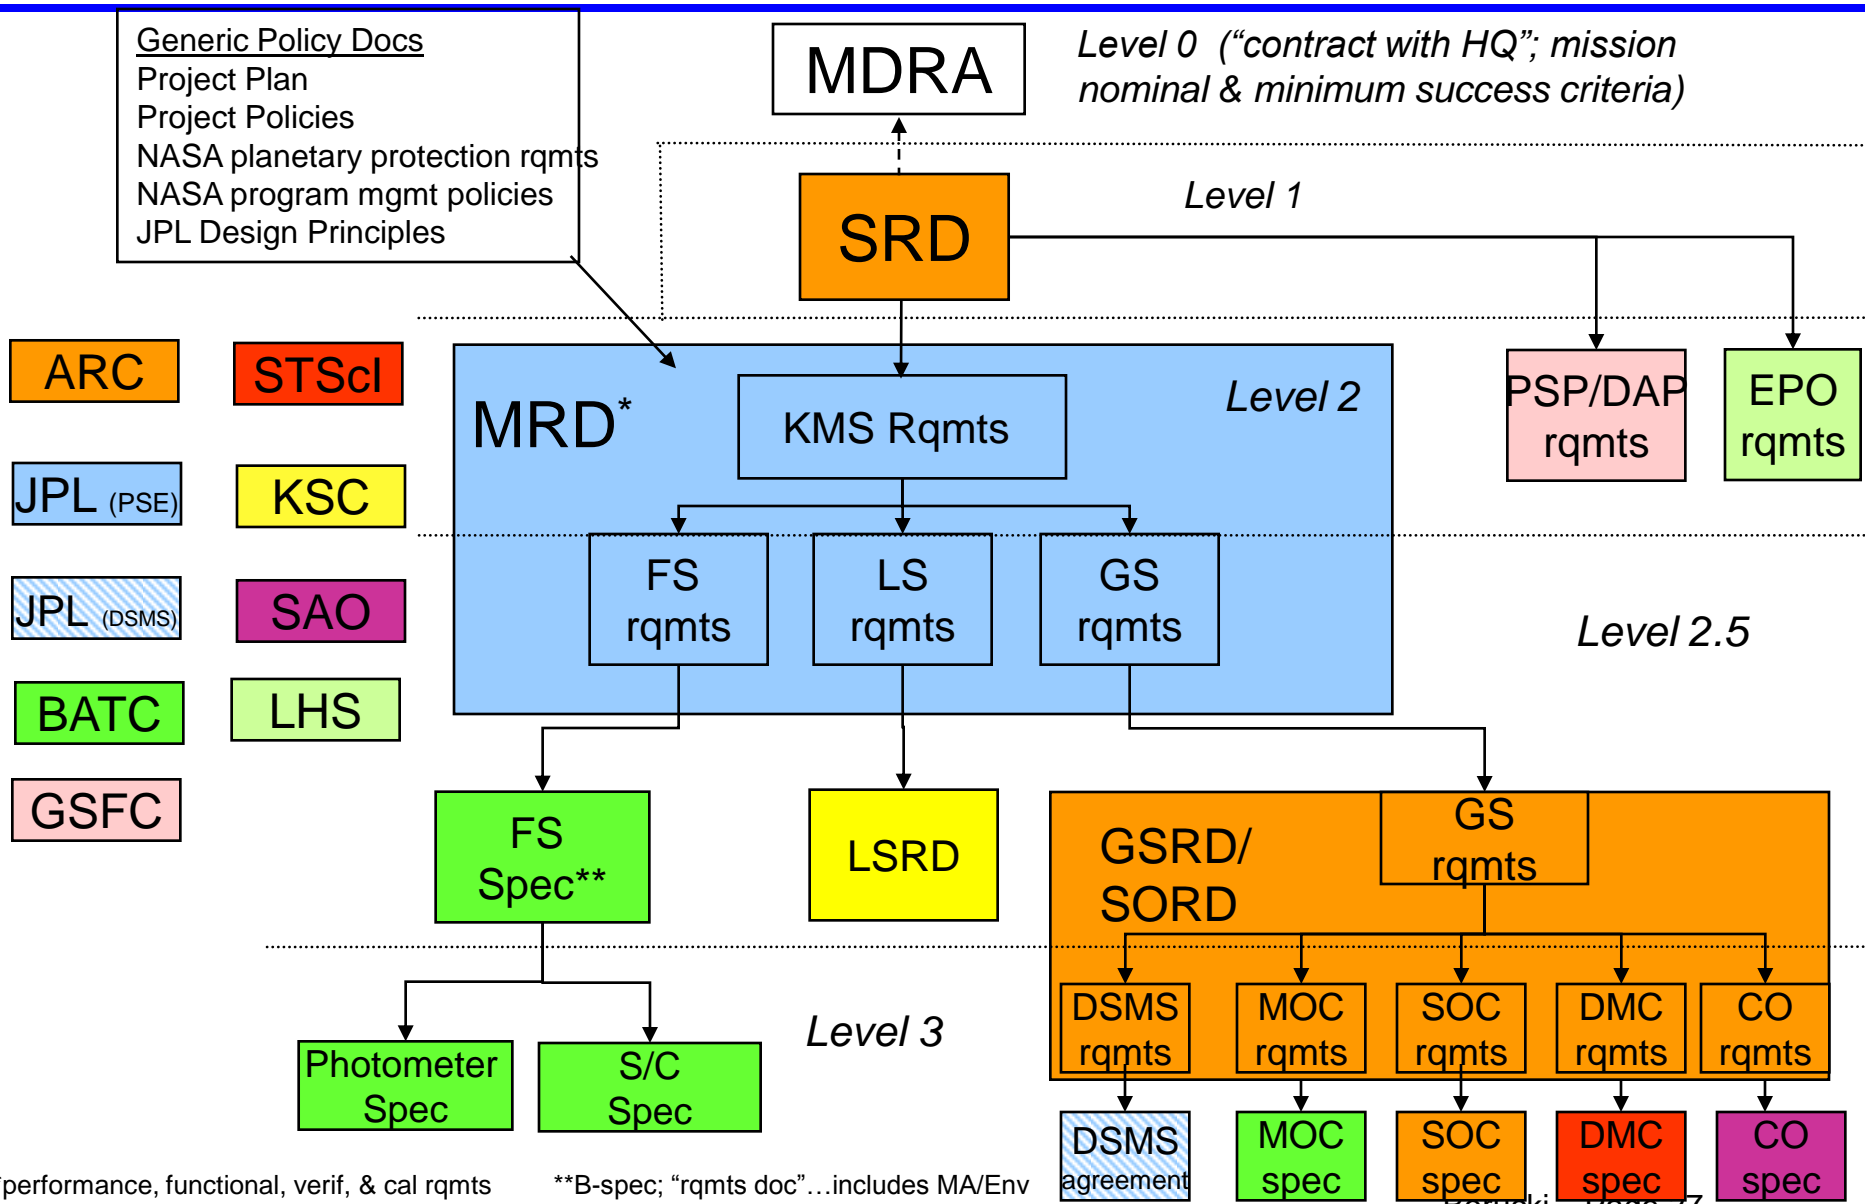 Generic Policy Docs
Project Plan
Project Policies
NASA planetary protection rqmts
NASA program mgmt policies
JPL Design Principles
MDRA
Level 0 (“contract with HQ”; mission
nominal & minimum success criteria)
SRD
Level 1
ARC
STScI
JPL (PSE)
KSC
JPL (DSMS)
SAO
BATC
LHS
GSFC
MRD*
KMS Rqmts
Level 2
PSP/DAP
rqmts
EPO
rqmts
FS
rqmts
LS
rqmts
GS
rqmts
Level 2.5
FS
Spec**
LSRD
GSRD/
SORD
GS
rqmts
Level 3
Photometer
Spec
S/C
Spec
DSMS
rqmts
MOC
rqmts
SOC
rqmts
DMC
rqmts
CO
rqmts
DSMS
agreement
MOC
spec
SOC
spec
DMC
spec
CO
spec
performance, functional, verif, & cal rqmts
**B-spec; “rqmts doc”…includes MA/Env